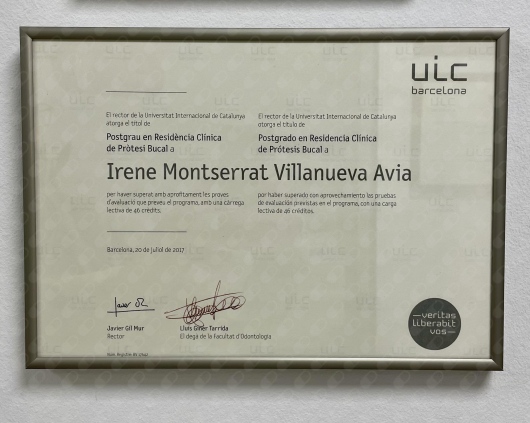 uic
barcelona
El rector de la Universitat Internacional de Catalunya
atorga el títol de
Postgrau en Residència Clínica
de Pròtesi Bucal a
El rector de la Universitat Internacional de Catalunya
otorga el título de
Postgrado en Residencia Clínica
de Prótesis Bucal a
Irene Montserrat Villanueva Avia
per haver superat amb aprofitament les proves
d'avaluació que preveu el programa, amb una càrrega
lectiva de 46 crèdits.
por haber superado con aprovechamiento las pruebas
de evaluación previstas en el programa, con una carga
lectiva de 46 créditos.
Barcelona, 20 de juliol de 2017
Javier Gil Mur
Rector
Lluís Giner Tarrida
El degà de la Facultat d'Odontologia
veritas
liberabit
vos